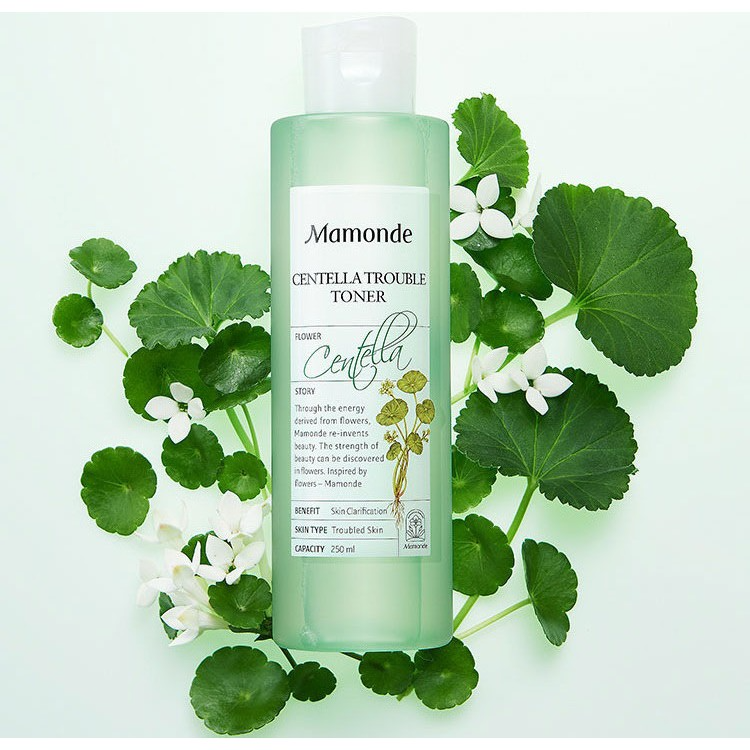 Mamonde
CENTELLA TROUBLE
TONER
FLOWER
Centella
STORY
Through the energy
derived from flowers,
Mamonde re-invents
beauty. The strength of
beauty can be discovered
in flowers. Inspired by
flowers – Mamonde
BENEFIT Skin Clarification
SKIN TYPE Troubled Skin
CAPACITY 250 ml
Mamonde